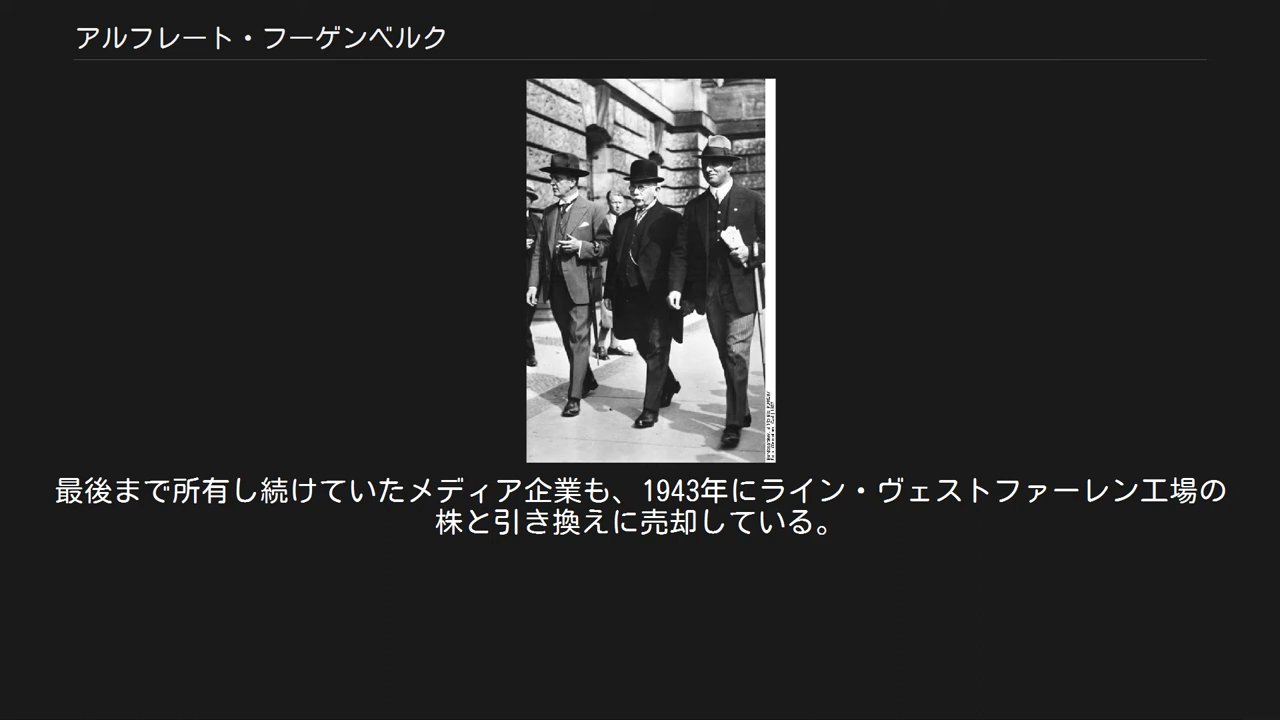 アルフレート・フーゲンベルク
最後まで所有し続けていたメディア企業も、1943年にライン・ヴェストファーレン工場の
株と引き換えに売却している。